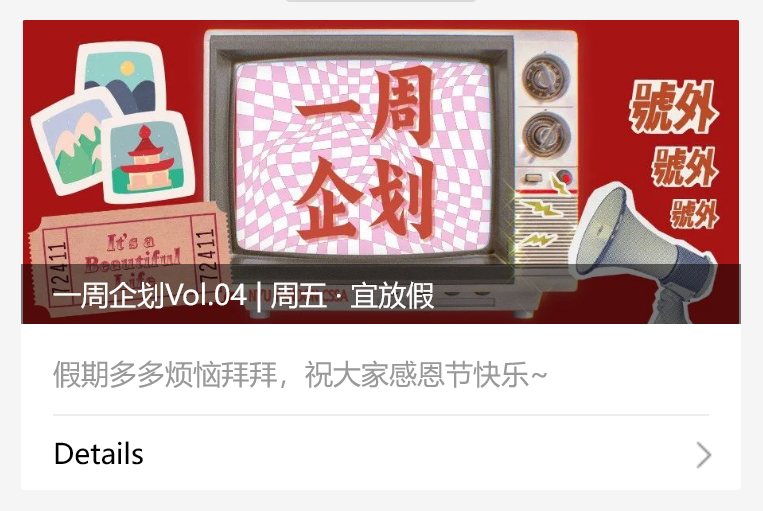 一周
企划
號外
號外
號外
It's a
Beautiful
Life
72411
72411
一周企划Vol.04 | 周五 · 宜放假
假期多多烦恼拜拜，祝大家感恩节快乐~
Details